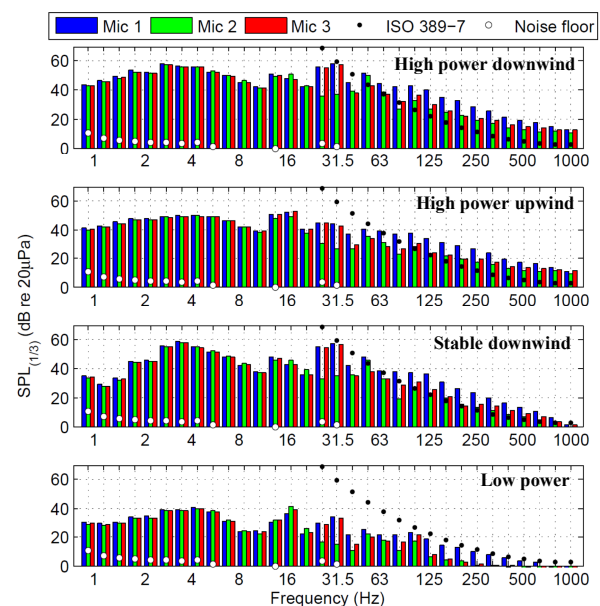 Mic 1 Mic 2 Mic 3 ISO 389−7 Noise floor
High power downwind
60
40
20
0
1 2 4 8 16 31.5 63 125 250 500 1000
High power upwind
60
40
20
0
1 2 4 8 16 31.5 63 125 250 500 1000
Stable downwind
60
40
20
0
1 2 4 8 16 31.5 63 125 250 500 1000
Low power
60
40
20
0
1 2 4 8 16 31.5 63 125 250 500 1000
SPL(1/3) (dB re 20µPa)
Frequency (Hz)